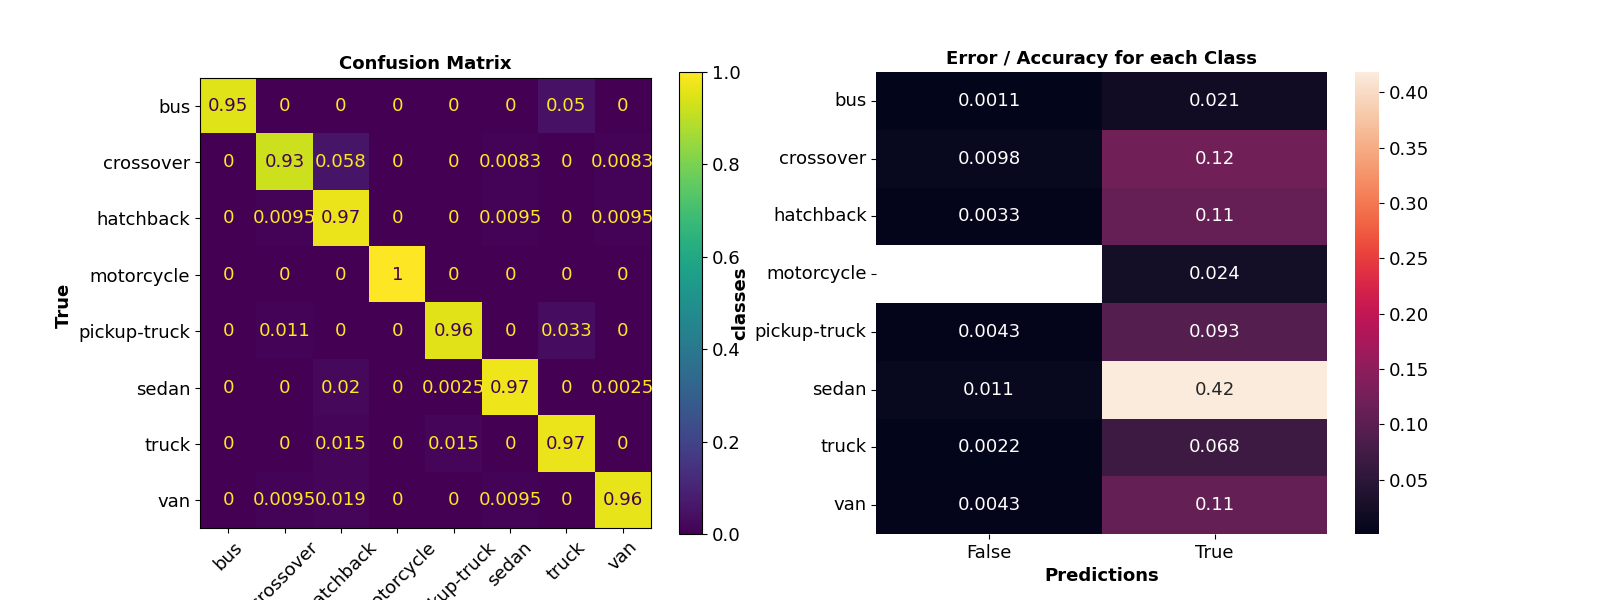 Confusion Matrix
bus 0.95 0 0 0 0 0 0.05 0
crossover 0 0.93 0.058 0 0 0.0083 0 0.0083
hatchback 0 0.0095 0.97 0 0 0.0095 0 0.0095
motorcycle 0 0 0 1 0 0 0 0
pickup-truck 0 0.011 0 0 0.96 0 0.033 0
sedan 0 0 0.02 0 0.0025 0.97 0 0.0025
truck 0 0 0.015 0 0.015 0 0.97 0
van 0 0.0095 0.019 0 0 0.0095 0 0.96
True
bus crossover atchback otorcycle kup-truck sedan truck van
1.0
0.8
0.6
0.4
0.2
0.0
Error / Accuracy for each Class
classes
bus 0.0011 0.021
crossover 0.0098 0.12
hatchback 0.0033 0.11
motorcycle 0.024
pickup-truck 0.0043 0.093
sedan 0.011 0.42
truck 0.0022 0.068
van 0.0043 0.11
False True
Predictions
0.40
0.35
0.30
0.25
0.20
0.15
0.10
0.05